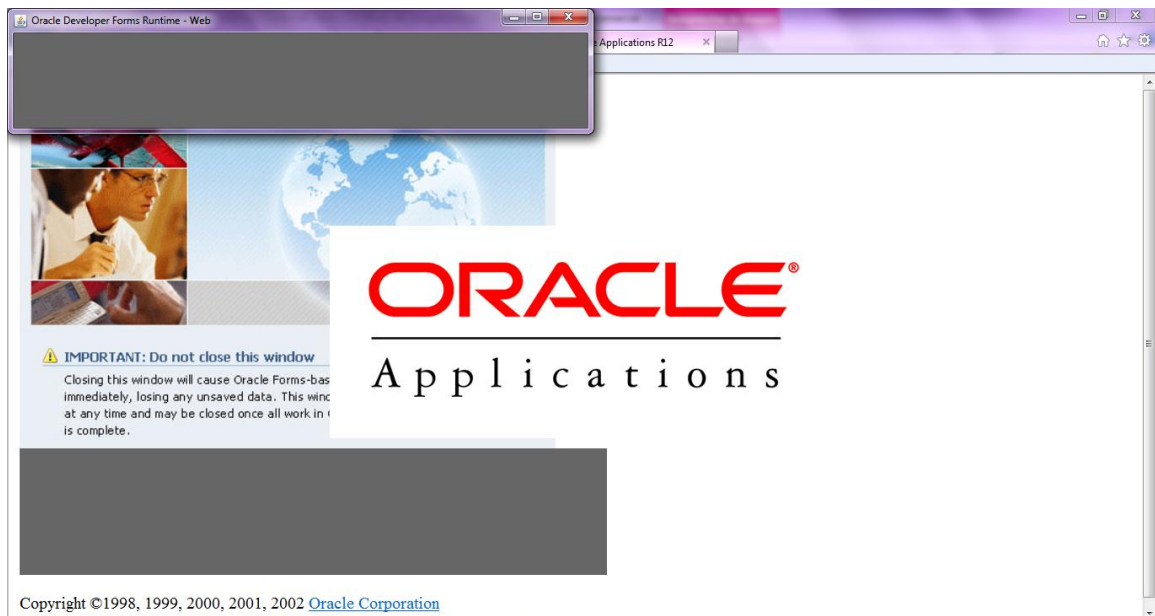 Oracle Developer Forms Runtime - Web
Applications R12
ORACLE®
Applications
IMPORTANT: Do not close this window
Closing this window will cause Oracle Forms-bas
immediately, losing any unsaved data. This wind
at any time and may be closed once all work in
is complete.
Copyright ©1998, 1999, 2000, 2001, 2002 Oracle Corporation